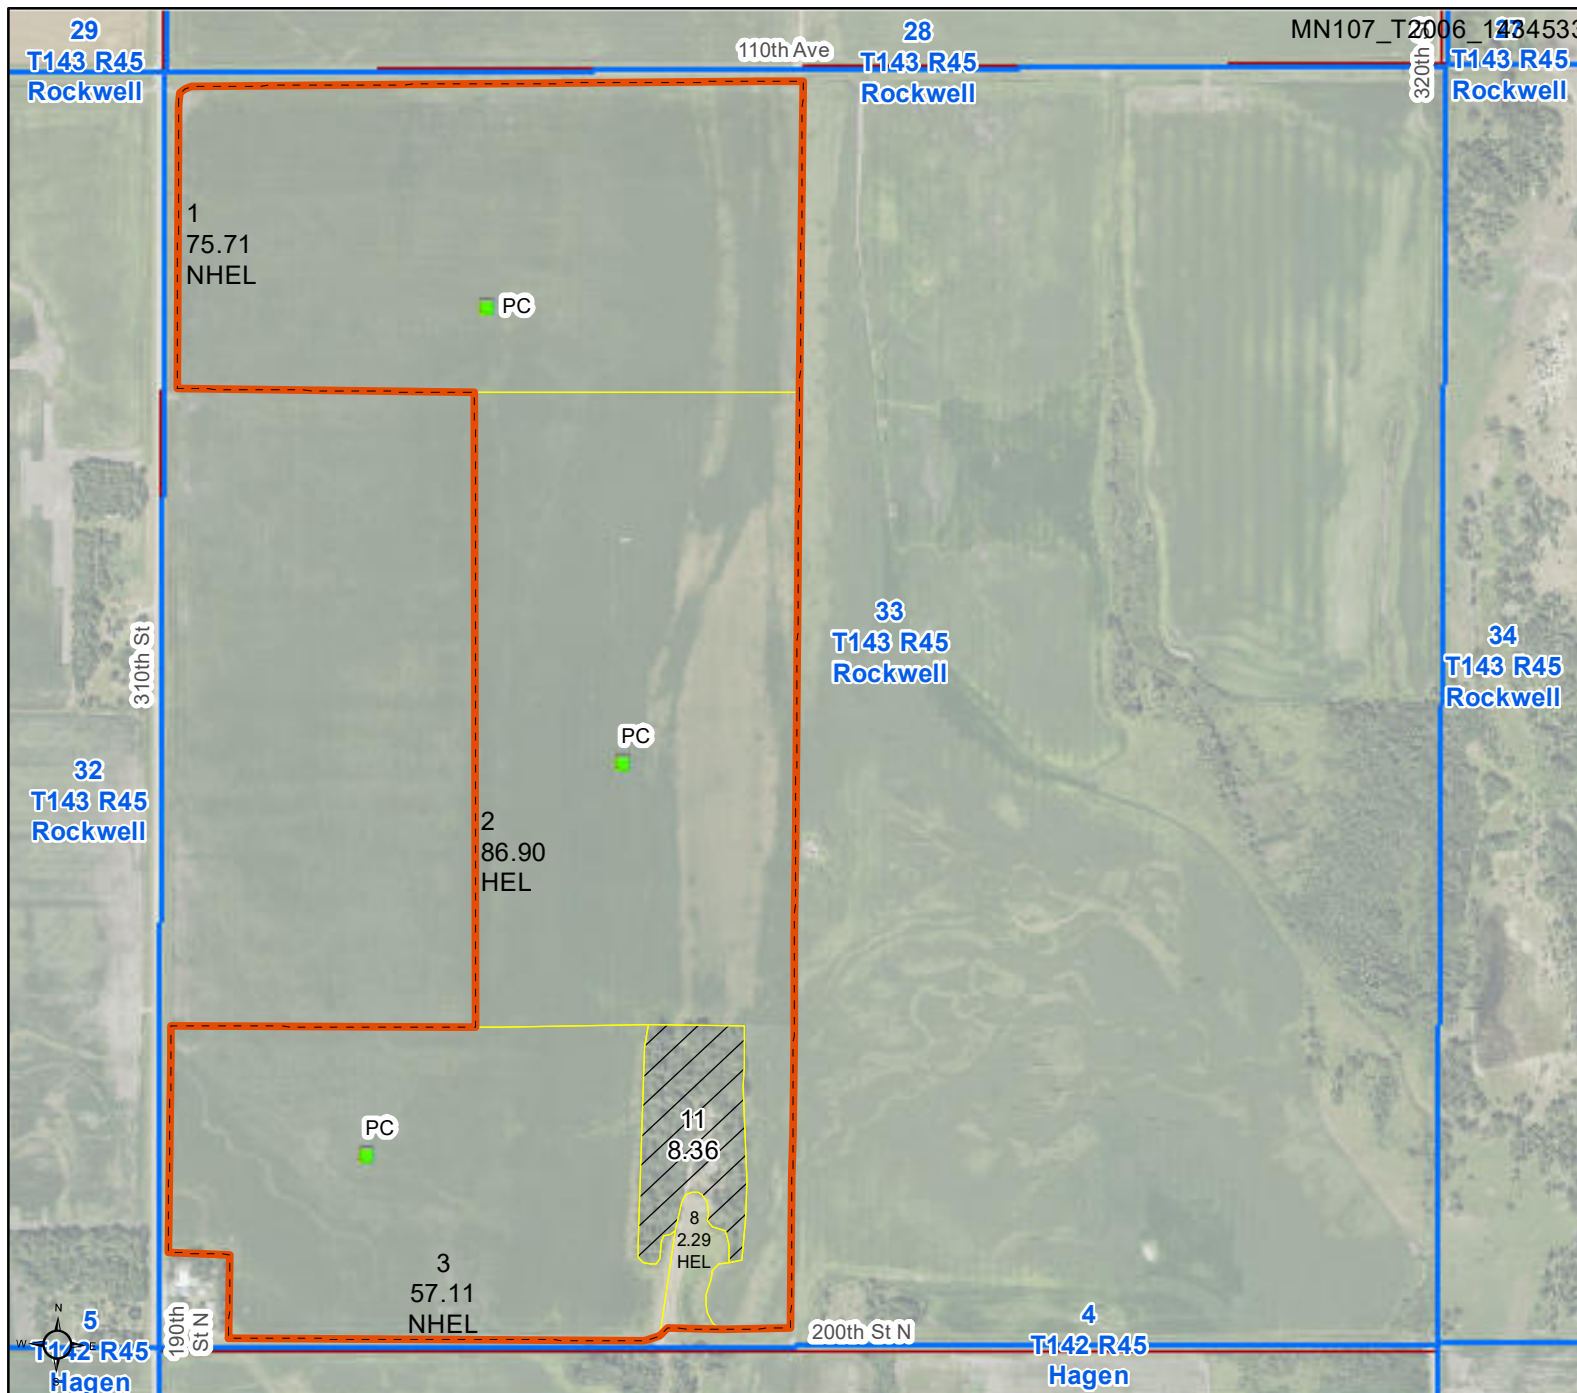 29
T143 R45
Rockwell
28
T143 R45
Rockwell
27
T143 R45
Rockwell
MN107_T2006_1434533
110th Ave
320th St
1
75.71
NHEL
PC
310th St
33
T143 R45
Rockwell
34
T143 R45
Rockwell
32
T143 R45
Rockwell
PC
2
86.90
HEL
PC
11
8.36
8
2.29
HEL
3
57.11
NHEL
190th
St N
200th St N
5
T142 R45
Hagen
4
T142 R45
Hagen
N
W
E
S